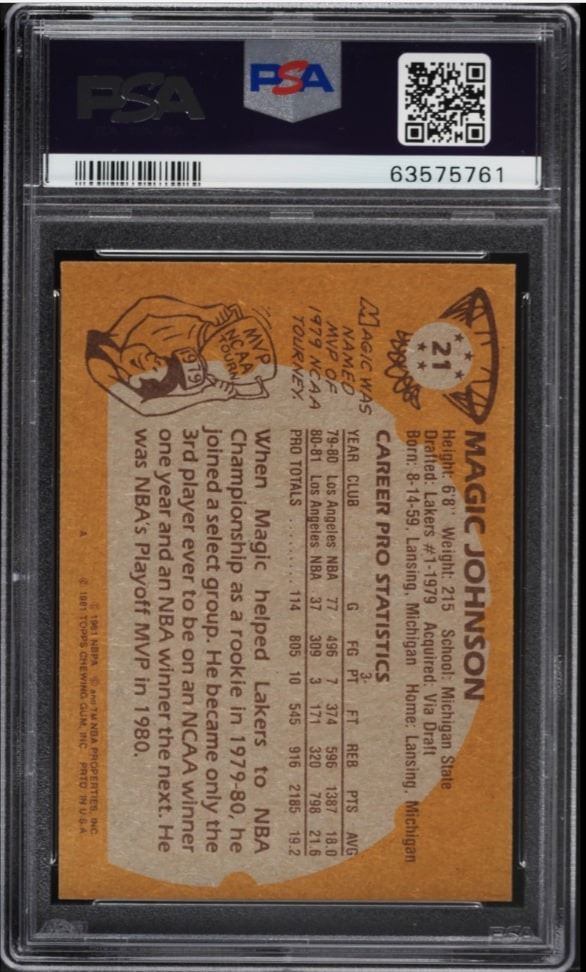 PSA
PSA
63575761
21
MAGIC JOHNSON
Height: 6'8" Weight: 215 School: Michigan State
Drafted: Lakers #1-1979 Acquired: Via Draft
Born: 8-14-59, Lansing, Michigan Home: Lansing, Michigan
CAREER PRO STATISTICS
YEAR CLUB G FG 3-PT FT REB PTS AVG
79-80 Los Angeles NBA 77 496 7 374 596 1387 18.0
80-81 Los Angeles NBA 37 309 3 171 320 798 21.6
PRO TOTALS .......... 114 805 10 545 916 2185 19.2
MAGIC WAS
NAMED
MVP OF
1979 NCAA
TOURNEY.
MVP
NCAA
TOURN
1979
When Magic helped Lakers to NBA
Championship as a rookie in 1979-80, he
joined a select group. He became only the
3rd player ever to be on an NCAA winner
one year and an NBA winner the next. He
was NBA's Playoff MVP in 1980.
A
© 1981 NBPA © and TM NBA PROPERTIES, INC.
© 1981 TOPPS CHEWING GUM, INC. PRTD. IN U.S.A.
PSA